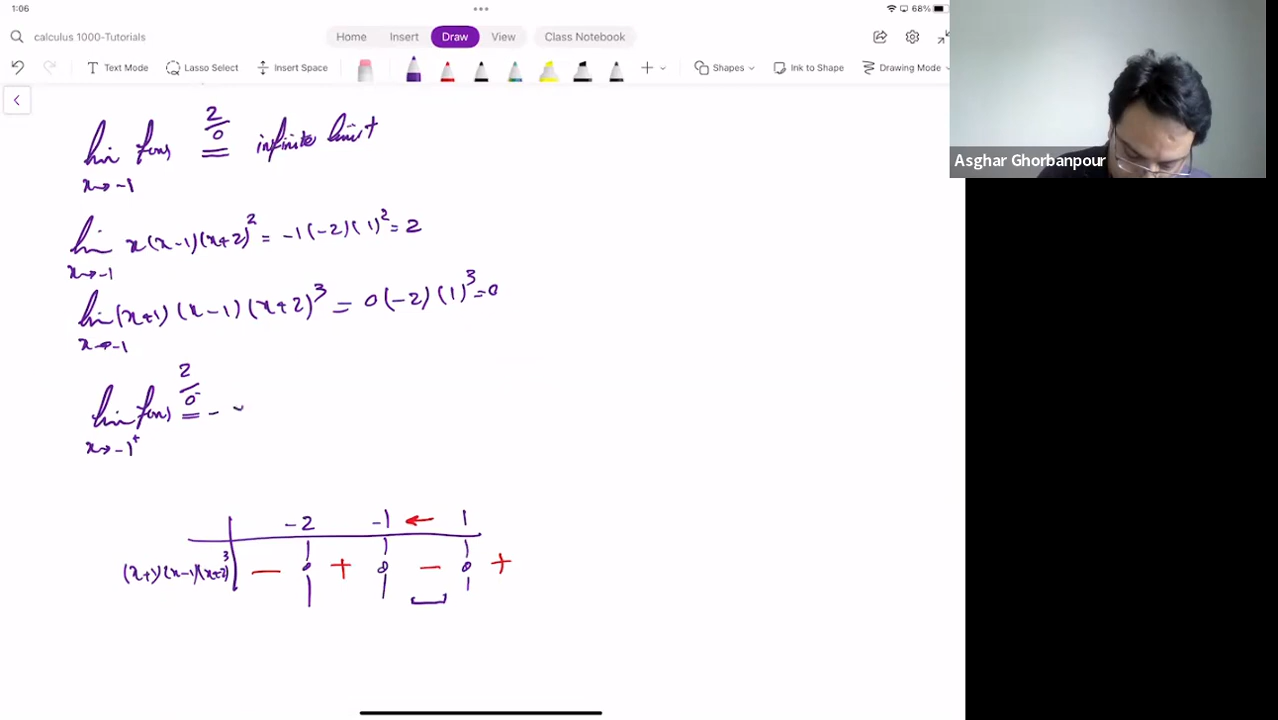 1:06
68%
calculus 1000-Tutorials
Home Insert Draw View Class Notebook
Text Mode Lasso Select Insert Space Shapes Ink to Shape Drawing Mode
Asghar Ghorbanpour
lim f(x) = 2/0 infinite limit
x→-1
lim x(x-1)(x+2)^2 = -1(-2)(1)^2 = 2
x→-1
lim (x+1)(x-1)(x+2)^3 = 0(-2)(1)^3 = 0
x→-1
lim f(x) = 2/0^- -
x→-1^+
-2 -1 ← 1
(x+1)(x-1)(x+2)^3 - 0 + 0 - 0 +